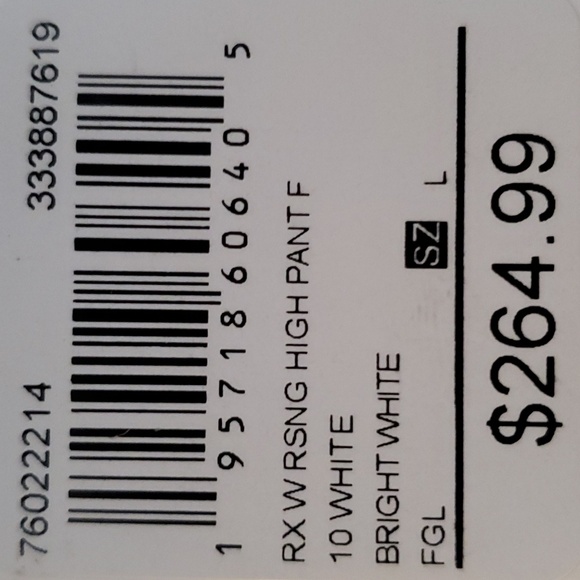 76022214 333887619
1 95718 60640 5
RX W RSNG HIGH PANT F
10 WHITE
BRIGHT WHITE
FGL SZ L
$264.99